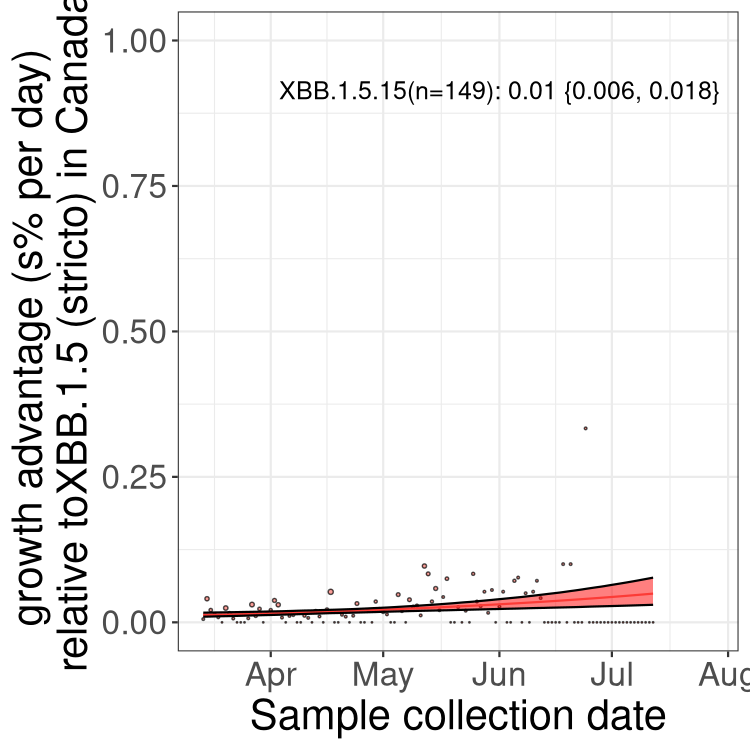 growth advantage (s% per day)
relative toXBB.1.5 (stricto) in Canada
1.00
0.75
0.50
0.25
0.00
XBB.1.5.15(n=149): 0.01 {0.006, 0.018}
Apr May Jun Jul Aug
Sample collection date